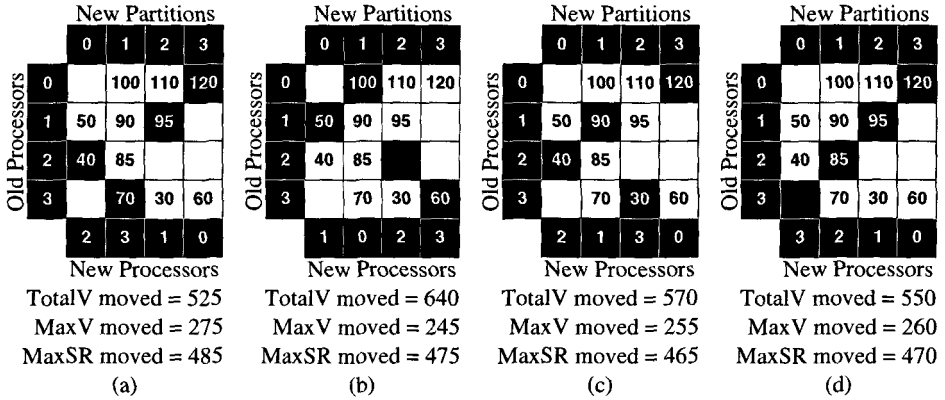 New Partitions
0 1 2 3
Old Processors
0 100 110 120
1 50 90 95
2 40 85
3 70 30 60
2 3 1 0
New Processors
TotalV moved = 525
MaxV moved = 275
MaxSR moved = 485
(a)
New Partitions
0 1 2 3
0 100 110 120
1 50 90 95
2 40 85
3 70 30 60
1 0 2 3
New Processors
TotalV moved = 640
MaxV moved = 245
MaxSR moved = 475
(b)
New Partitions
0 1 2 3
Old Processors
0 100 110 120
1 50 90 95
2 40 85
3 70 30 60
2 1 3 0
New Processors
TotalV moved = 570
MaxV moved = 255
MaxSR moved = 465
(c)
New Partitions
0 1 2 3
Old Processors
0 100 110 120
1 50 90 95
2 40 85
3 70 30 60
3 2 1 0
New Processors
TotalV moved = 550
MaxV moved = 260
MaxSR moved = 470
(d)